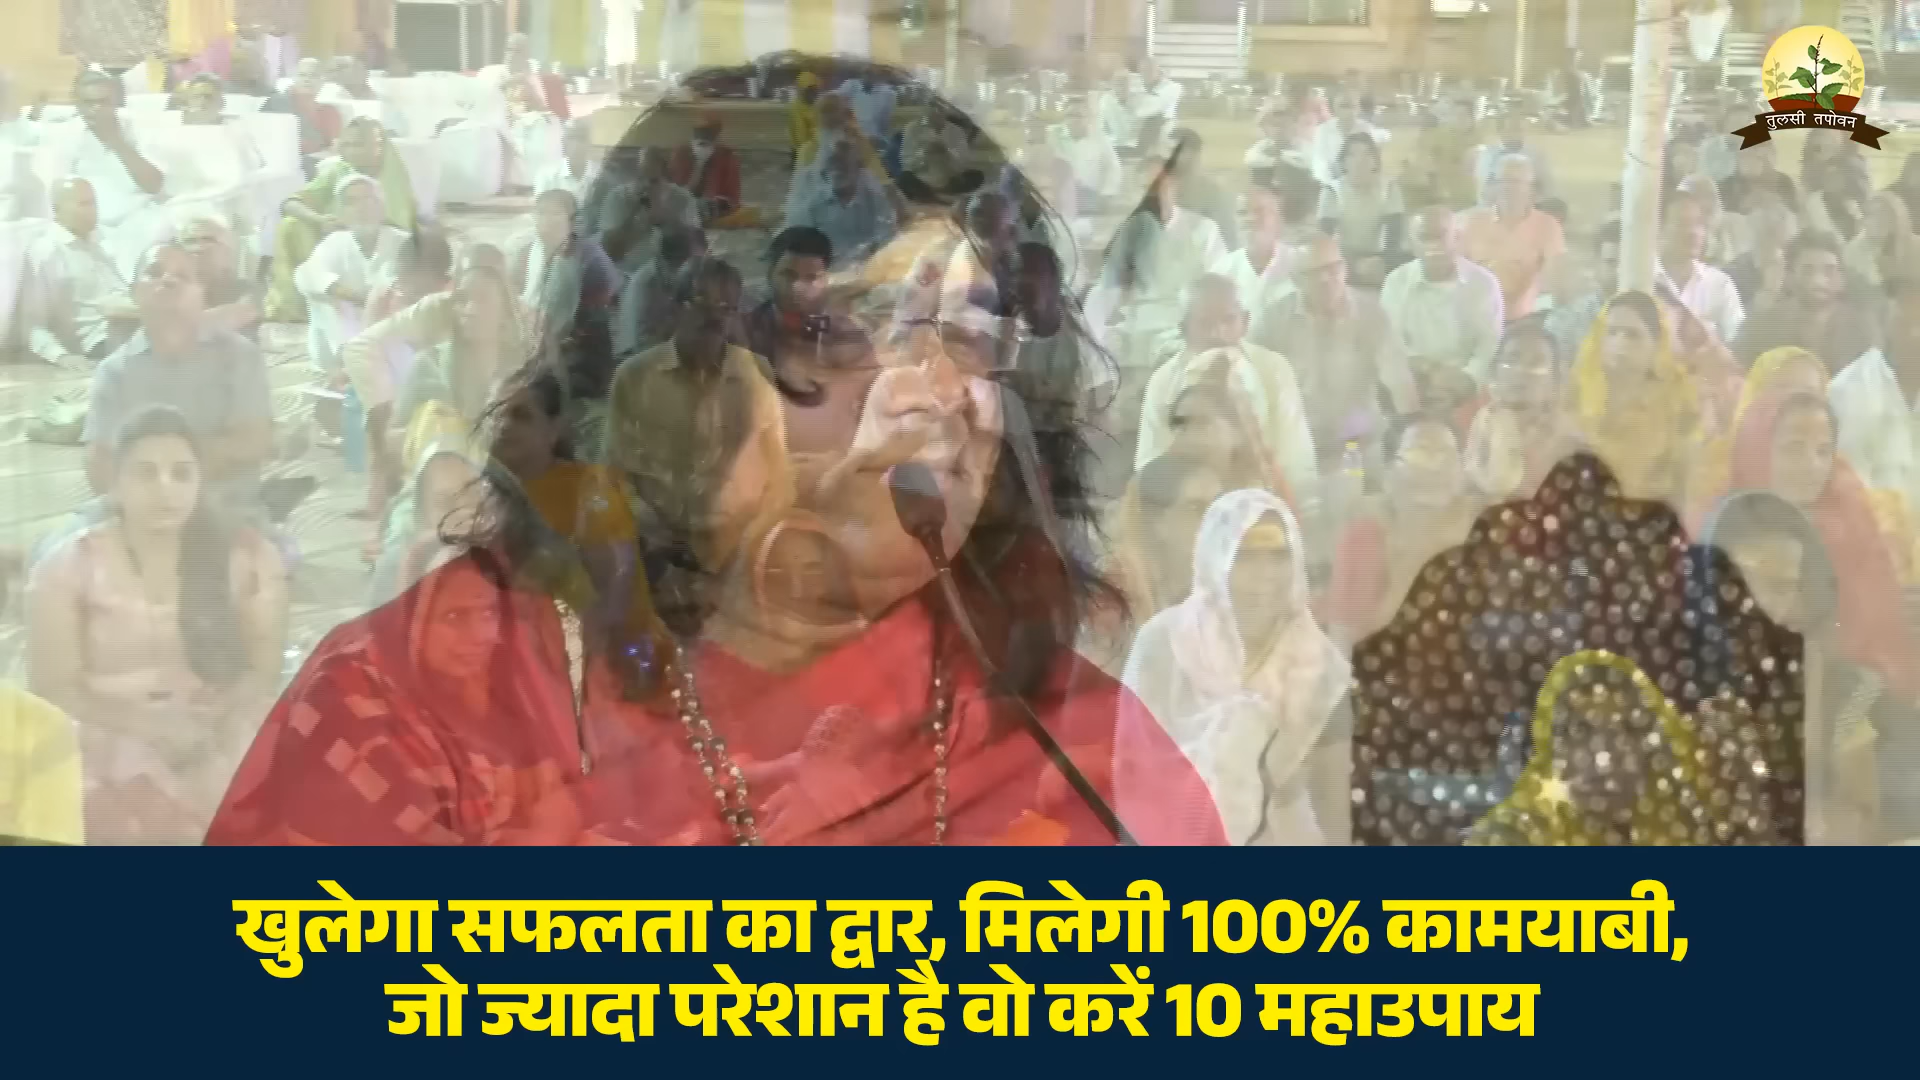 तुलसी तपोवन
खुलेगा सफलता का द्वार, मिलेगी 100% कामयाबी,
जो ज्यादा परेशान है वो करें 10 महाउपाय